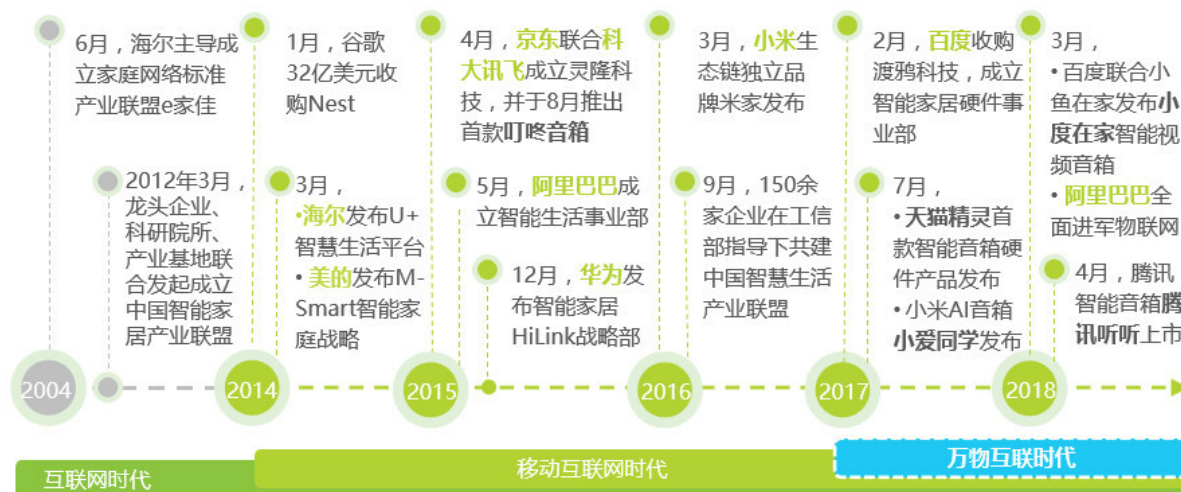 6月，海尔主导成
立家庭网络标准
产业联盟e家佳
2012年3月，
龙头企业、
科研院所、
产业基地联
合发起成立
中国智能家
居产业联盟
1月，谷歌
32亿美元收
购Nest
3月，
•海尔发布U+
智慧生活平台
• 美的发布M-
Smart智能家
庭战略
4月，京东联合科
大讯飞成立灵隆科
技，并于8月推出
首款叮咚音箱
5月，阿里巴巴成
立智能生活事业部
12月，华为发
布智能家居
HiLink战略部
3月，小米生
态链独立品
牌米家发布
9月，150余
家企业在工信
部指导下共建
中国智慧生活
产业联盟
2月，百度收购
渡鸦科技，成立
智能家居硬件事
业部
7月，
• 天猫精灵首
款智能音箱硬
件产品发布
• 小米AI音箱
小爱同学发布
3月，
• 百度联合小
鱼在家发布小
度在家智能视
频音箱
• 阿里巴巴全
面进军物联网
4月，腾讯
智能音箱腾
讯听听上市
2004
2014
2015
2016
2017
2018
互联网时代
移动互联网时代
万物互联时代